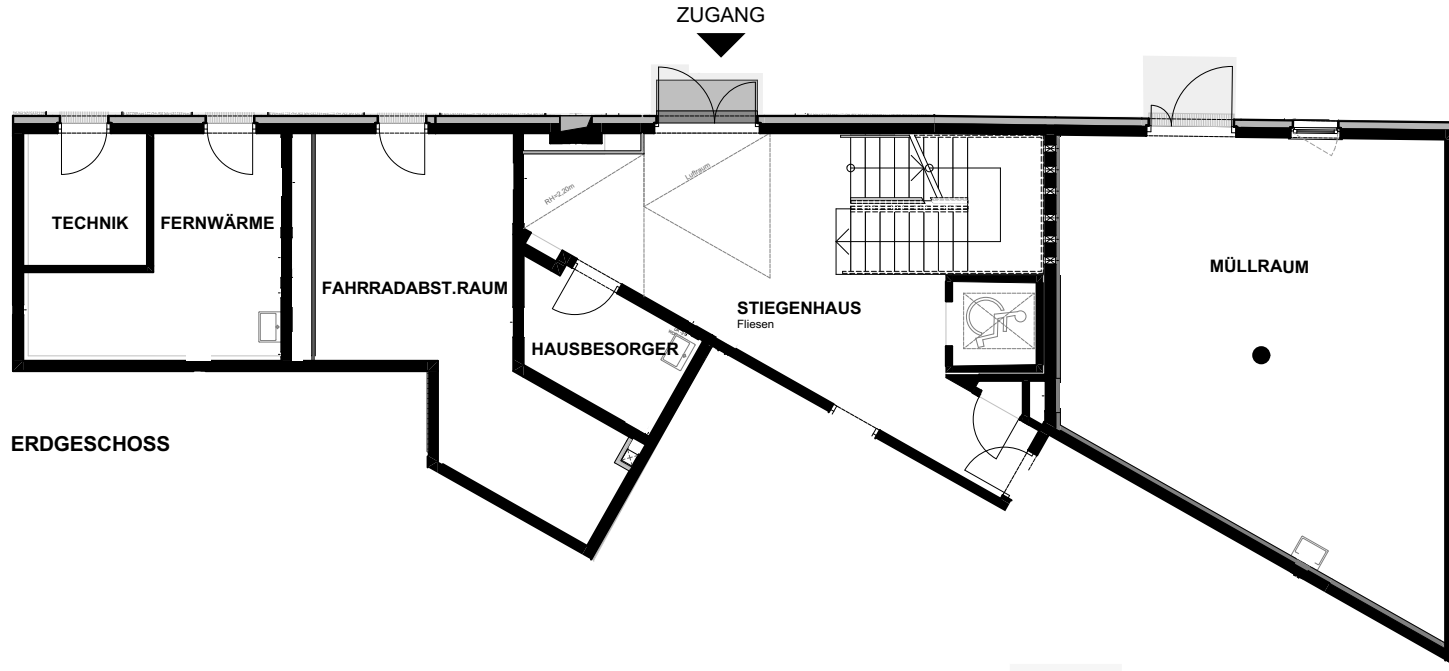 ZUGANG
RH=2.20m
Luftraum
TECHNIK
FERNWÄRME
MÜLLRAUM
FAHRRADABST.RAUM
STIEGENHAUS
Fliesen
HAUSBESORGER
ERDGESCHOSS